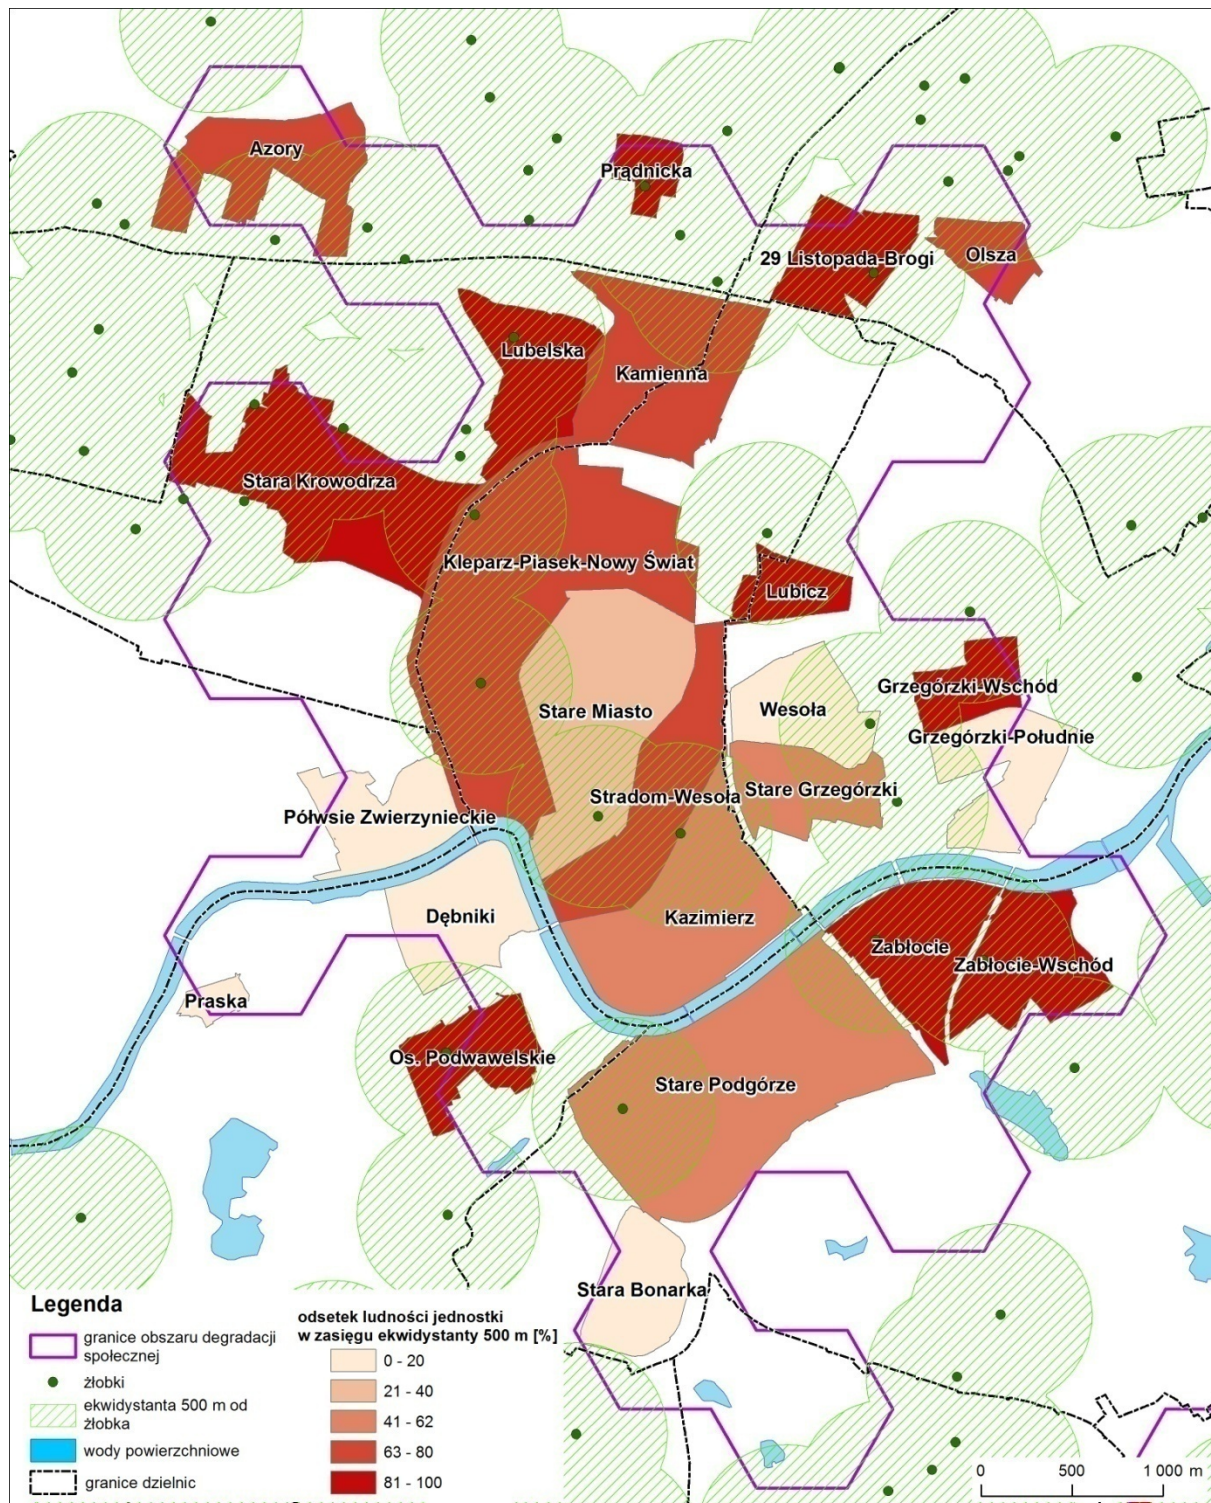 Azory
Prądnicka
29 Listopada-Brogi
Olsza
Lubelska
Kamienna
Stara Krowodrza
Kleparz-Piasek-Nowy Świat
Lubicz
Grzegórzki-Wschód
Wesoła
Stare Miasto
Grzegórzki-Południe
Stradom-Wesoła
Stare Grzegórzki
Półwsie Zwierzynieckie
Dębniki
Kazimierz
Zabłocie
Zabłocie-Wschód
Praska
Os. Podwawelskie
Stare Podgórze
Stara Bonarka
Legenda
granice obszaru degradacji
społecznej
żłobki
ekwidystanta 500 m od
żłobka
wody powierzchniowe
granice dzielnic
odsetek ludności jednostki
w zasięgu ekwidystanty 500 m [%]
0 - 20
21 - 40
41 - 62
63 - 80
81 - 100
0 500 1 000 m